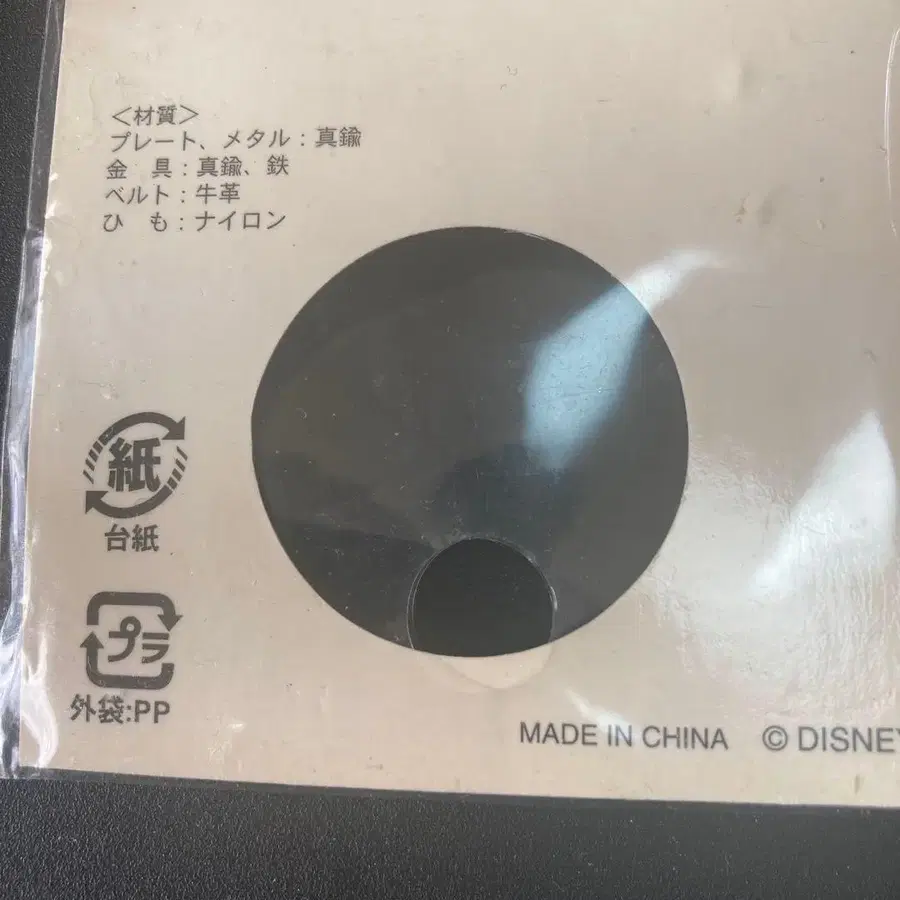 ＜材質＞
プレート、メタル：真鍮
金　具：真鍮、鉄
ベルト：牛革
ひ　も：ナイロン
紙
台紙
プラ
外袋:PP
MADE IN CHINA © DISNEY